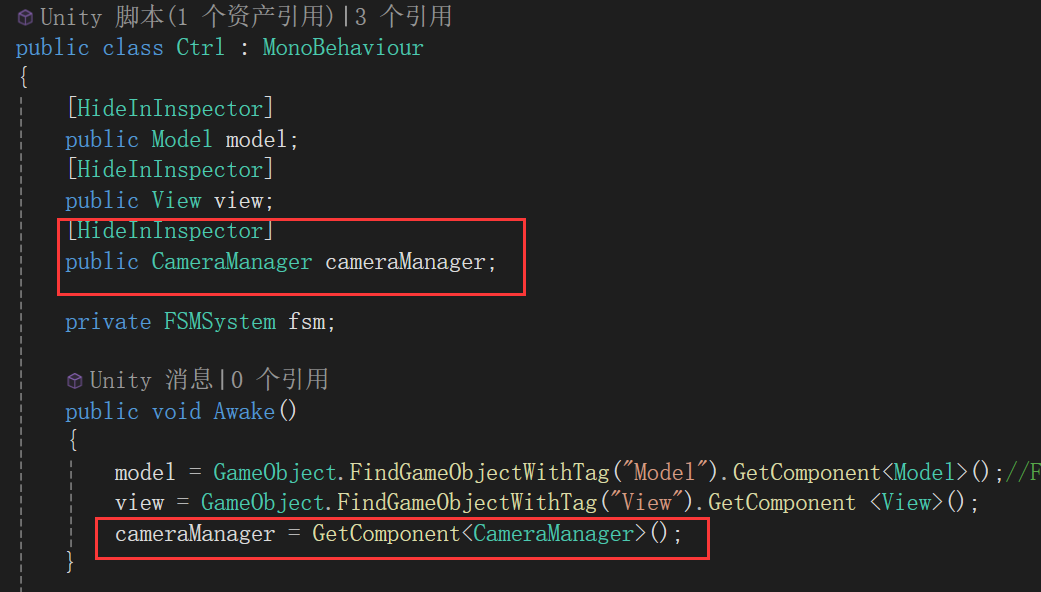 Unity 脚本(1 个资产引用)|3 个引用
public class Ctrl : MonoBehaviour
{
[HideInInspector]
public Model model;
[HideInInspector]
public View view;
[HideInInspector]
public CameraManager cameraManager;
private FSMSystem fsm;
Unity 消息|0 个引用
public void Awake()
{
model = GameObject.FindGameObjectWithTag("Model").GetComponent<Model>();//F
view = GameObject.FindGameObjectWithTag("View").GetComponent <View>();
cameraManager = GetComponent<CameraManager>();
}